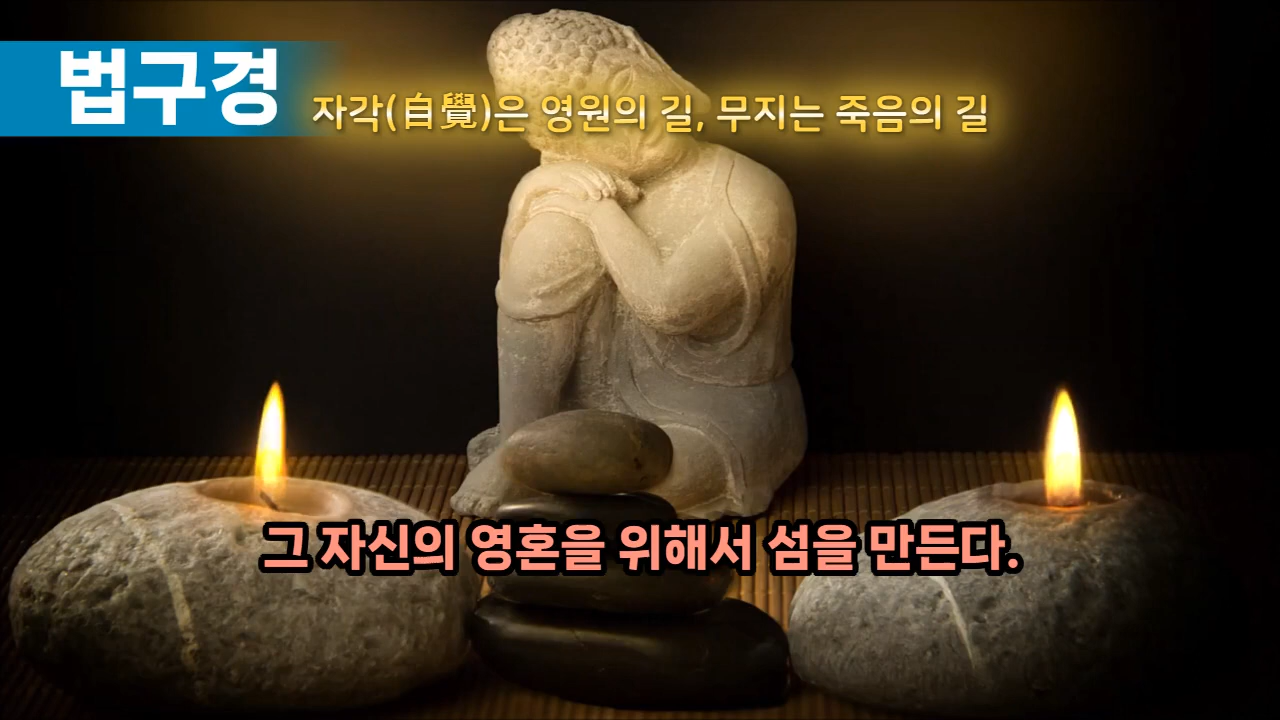 법구경
자각(自覺)은 영원의 길, 무지는 죽음의 길
그 자신의 영혼을 위해서 섬을 만든다.